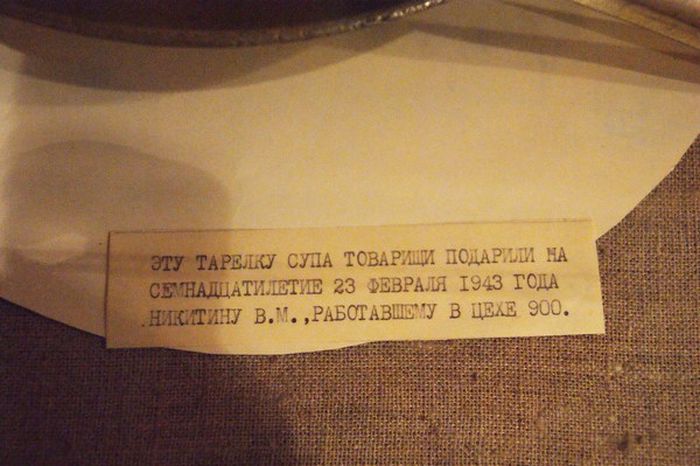 ЭТУ ТАРЕЛКУ СУПА ТОВАРИЩИ ПОДАРИЛИ НА
СЕМНАДЦАТИЛЕТИЕ 23 ФЕВРАЛЯ 1943 ГОДА
НИКИТИНУ В.М.,РАБОТАВШЕМУ В ЦЕХЕ 900.